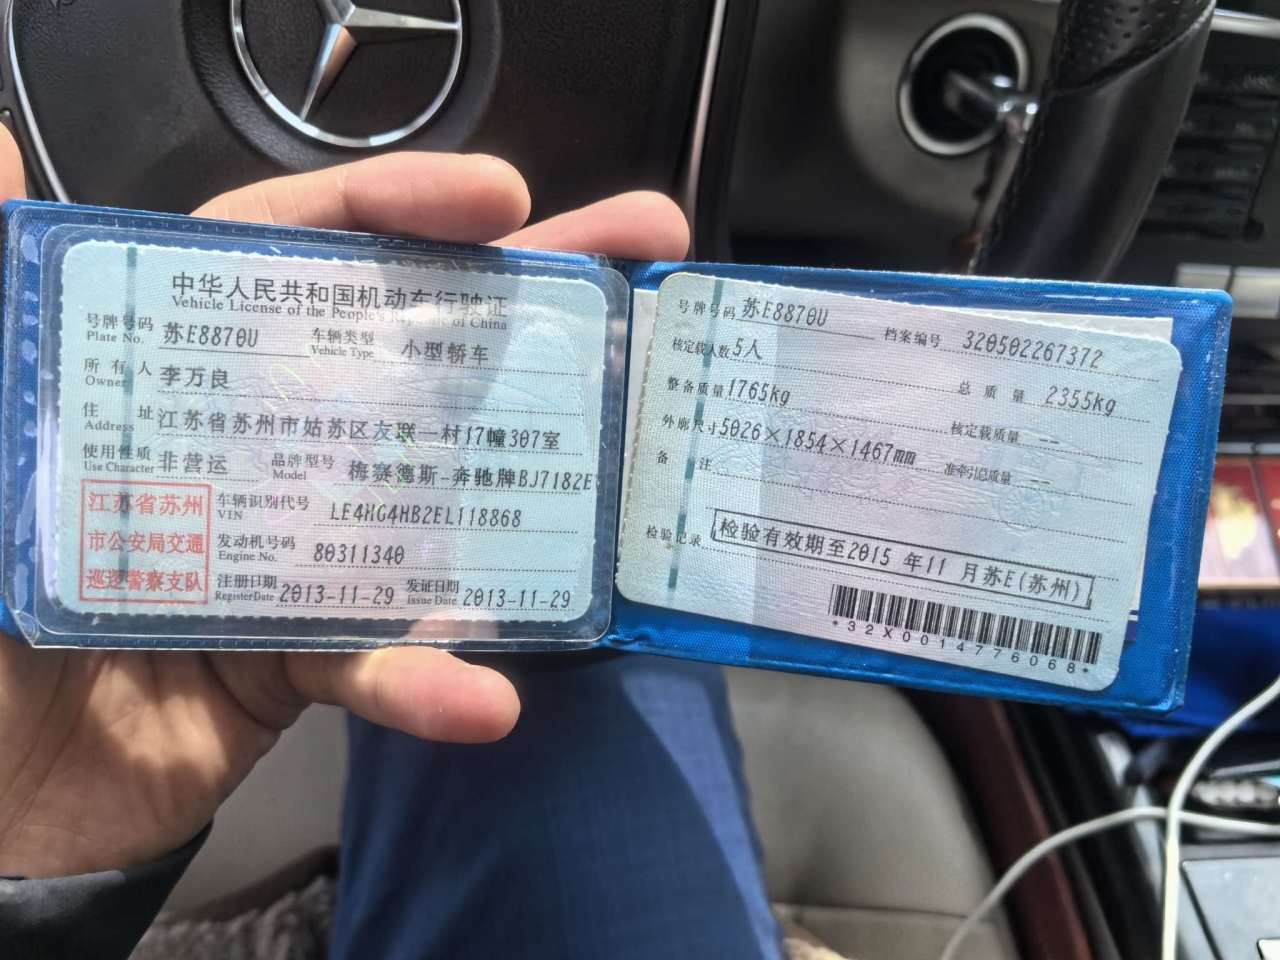 中华人民共和国机动车行驶证
Vehicle License of the People's Republic of China
号牌号码 苏E8870U 车辆类型 小型轿车
Plate No. Vehicle Type
所有人 李万良
Owner
住址 江苏省苏州市姑苏区友联一村17幢307室
Address
使用性质 非营运 品牌型号 梅赛德斯-奔驰牌BJ7182E
Use Character Model
江苏省苏州
市公安局交通
巡逻警察支队
车辆识别代号 LE4HG4HB2EL118868
VIN
发动机号码 80311340
Engine No.
注册日期 2013-11-29 发证日期 2013-11-29
Register Date Issue Date
号牌号码 苏E8870U 档案编号 320502267372
核定载人数 5人 总质量 2355kg
整备质量 1765kg 核定载质量 --
外廓尺寸 5026×1854×1467mm 准牵引总质量 --
备注
检验记录 检验有效期至2015 年11 月苏E(苏州)
*32X0014776068*